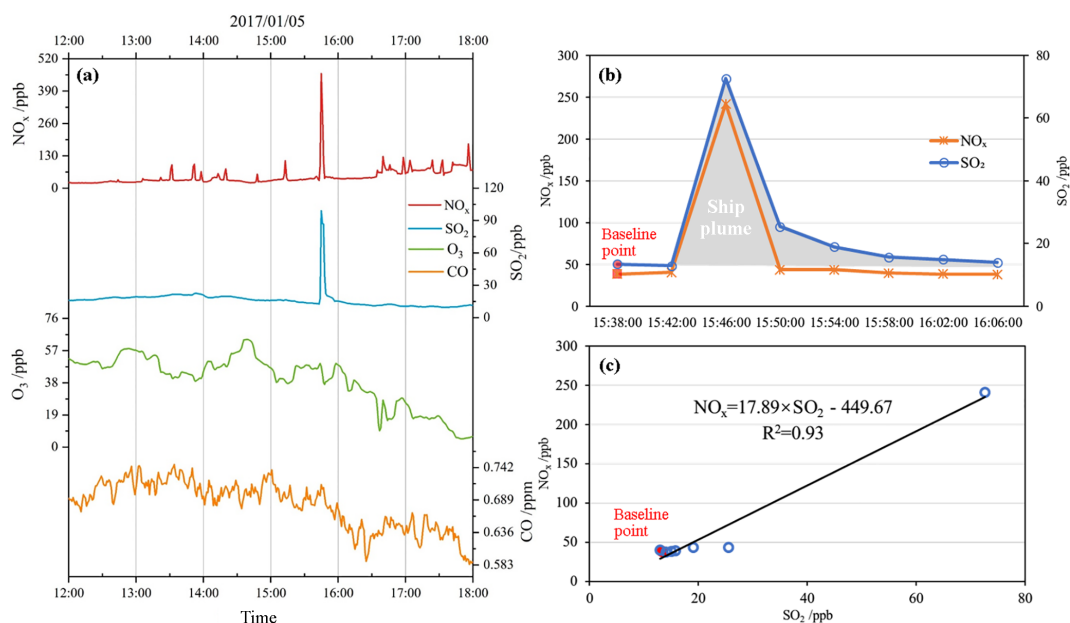 2017/01/05
12:00 13:00 14:00 15:00 16:00 17:00 18:00
(a)
NOx /ppb
520
390
260
130
0
SO2/ppb
120
90
60
30
0
NOx
SO2
O3
CO
O3 /ppb
76
57
38
19
0
CO /ppm
0.742
0.689
0.636
0.583
12:00 13:00 14:00 15:00 16:00 17:00 18:00
Time
(b)
NOx /ppb
300
250
200
150
100
50
0
SO2 /ppb
80
60
40
20
0
NOx
SO2
Ship
plume
Baseline
point
15:38:00 15:42:00 15:46:00 15:50:00 15:54:00 15:58:00 16:02:00 16:06:00
(c)
NOx/ppb
300
250
200
150
100
50
0
NOx=17.89×SO2 - 449.67
R2=0.93
Baseline
point
0 20 40 60 80
SO2 /ppb